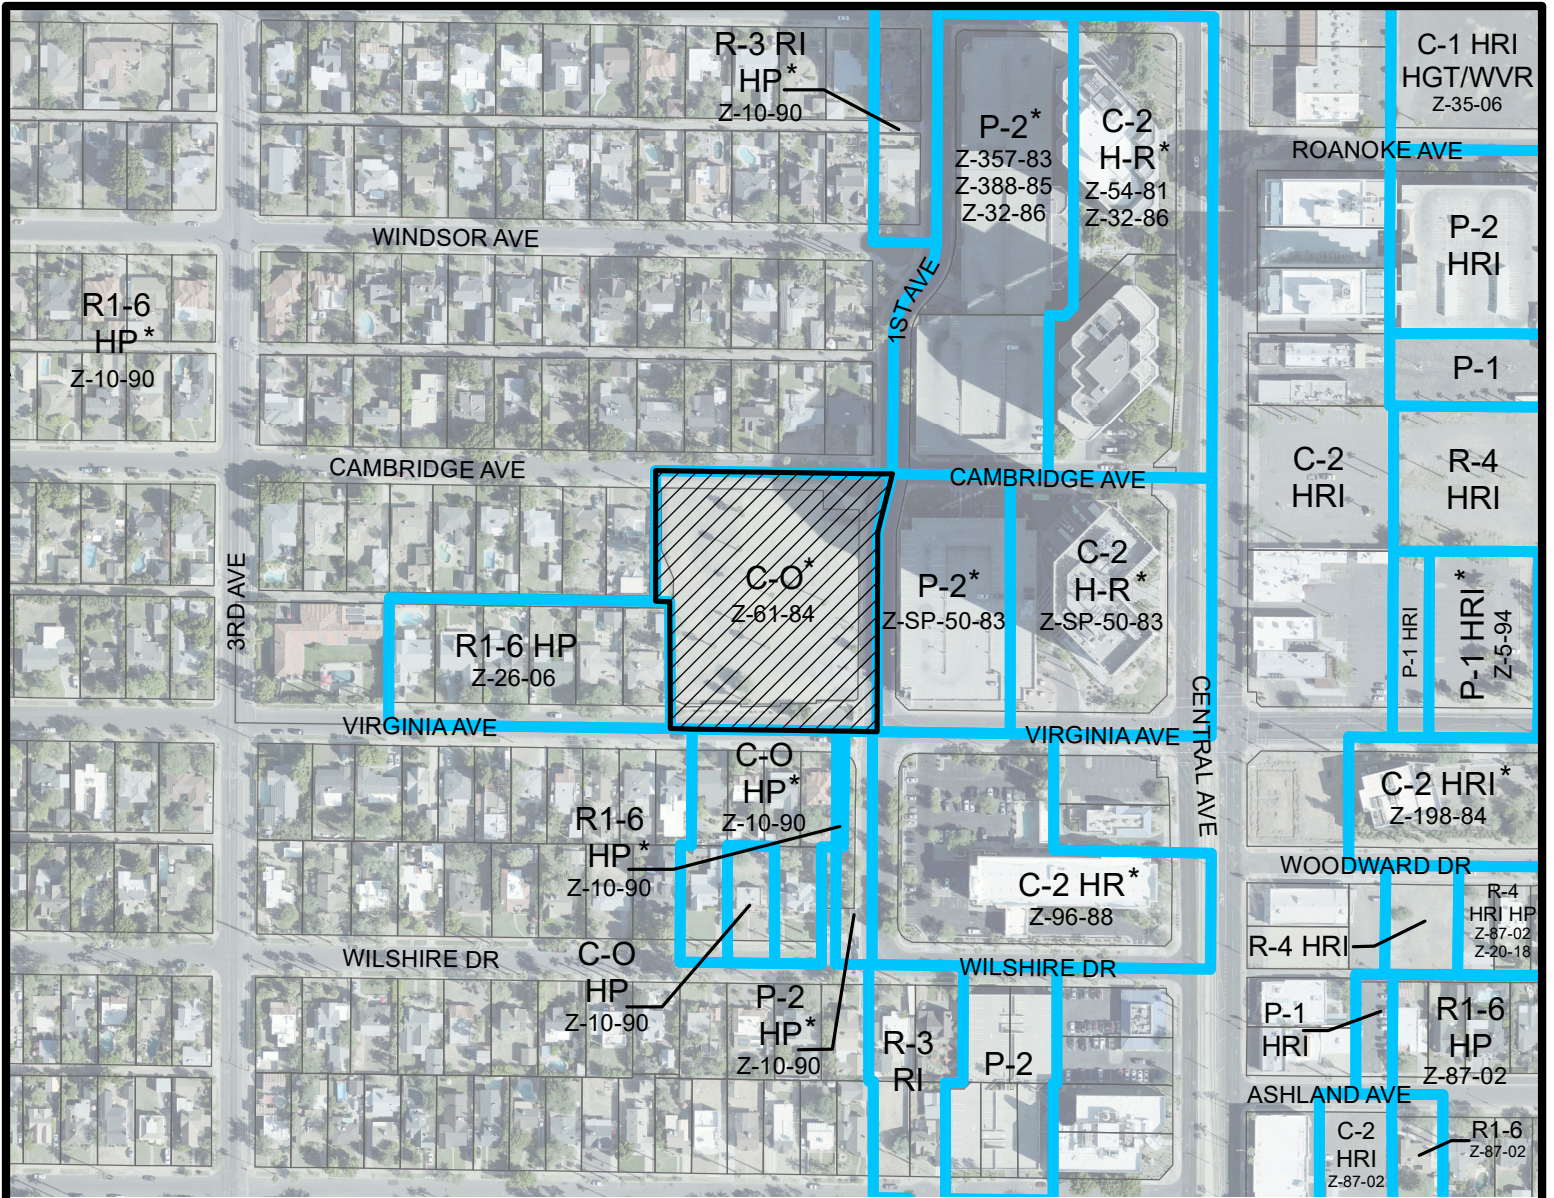 R-3 RI
HP*
Z-10-90
P-2*
Z-357-83
Z-388-85
Z-32-86
C-2
H-R*
Z-54-81
Z-32-86
C-1 HRI
HGT/WVR
Z-35-06
ROANOKE AVE
P-2
HRI
WINDSOR AVE
1ST AVE
R1-6
HP*
Z-10-90
P-1
CAMBRIDGE AVE
CAMBRIDGE AVE
C-2
HRI
R-4
HRI
3RD AVE
C-O*
Z-61-84
P-2*
Z-SP-50-83
C-2
H-R*
Z-SP-50-83
P-1 HRI
P-1 HRI*
Z-5-94
R1-6 HP
Z-26-06
VIRGINIA AVE
VIRGINIA AVE
CENTRAL AVE
C-O
HP*
Z-10-90
R1-6
HP*
Z-10-90
C-2 HRI*
Z-198-84
WOODWARD DR
C-2 HR*
Z-96-88
R-4 HRI
R-4
HRI HP
Z-87-02
Z-20-18
WILSHIRE DR
WILSHIRE DR
C-O
HP
Z-10-90
P-2
HP*
Z-10-90
R-3
RI
P-2
P-1
HRI
R1-6
HP
Z-87-02
ASHLAND AVE
C-2
HRI
Z-87-02
R1-6
Z-87-02